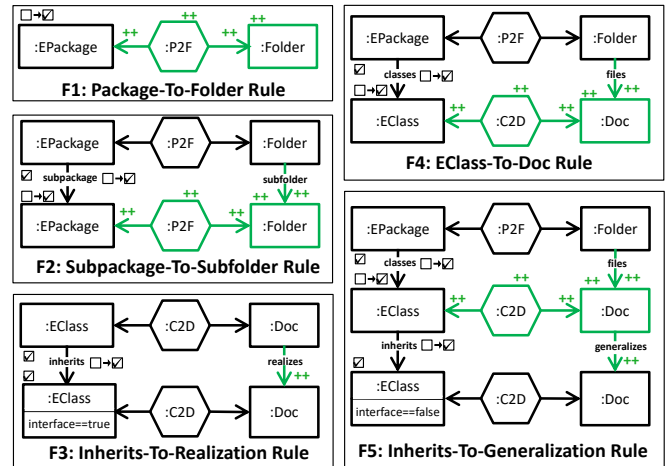 ++ ++ ++
:EPackage :P2F :Folder
F1: Package-To-Folder Rule
:EPackage :P2F :Folder
subpackage subfolder
++ ++ ++ ++ ++
:EPackage :P2F :Folder
F2: Subpackage-To-Subfolder Rule
:EClass :C2D :Doc
inherits realizes
++
:EClass :C2D :Doc
interface==true
F3: Inherits-To-Realization Rule
:EPackage :P2F :Folder
classes files
++ ++ ++ ++ ++
:EClass :C2D :Doc
F4: EClass-To-Doc Rule
:EPackage :P2F :Folder
classes files
++ ++ ++ ++ ++
:EClass :C2D :Doc
inherits generalizes
++
:EClass :C2D :Doc
interface==false
F5: Inherits-To-Generalization Rule